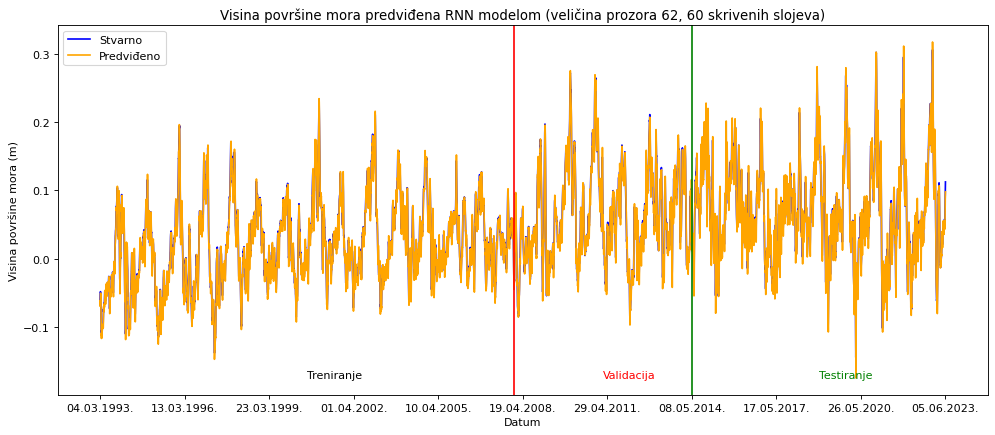 Visina površine mora predviđena RNN modelom (veličina prozora 62, 60 skrivenih slojeva)
Stvarno
Predviđeno
Visina površine mora (m)
0.3
0.2
0.1
0.0
−0.1
Treniranje
Validacija
Testiranje
04.03.1993. 13.03.1996. 23.03.1999. 01.04.2002. 10.04.2005. 19.04.2008. 29.04.2011. 08.05.2014. 17.05.2017. 26.05.2020. 05.06.2023.
Datum